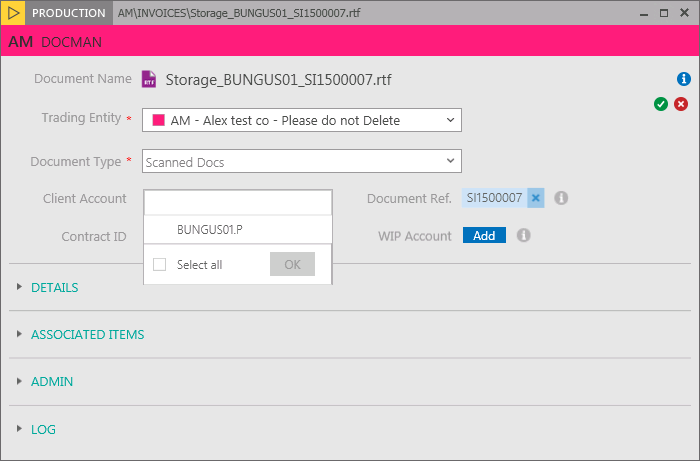 PRODUCTION AM\INVOICES\Storage_BUNGUS01_SI1500007.rtf
AM DOCMAN
Document Name RTF Storage_BUNGUS01_SI1500007.rtf
Trading Entity * AM - Alex test co - Please do not Delete
Document Type * Scanned Docs
Client Account Document Ref. SI1500007
BUNGUS01.P
Contract ID WIP Account Add
Select all OK
DETAILS
ASSOCIATED ITEMS
ADMIN
LOG